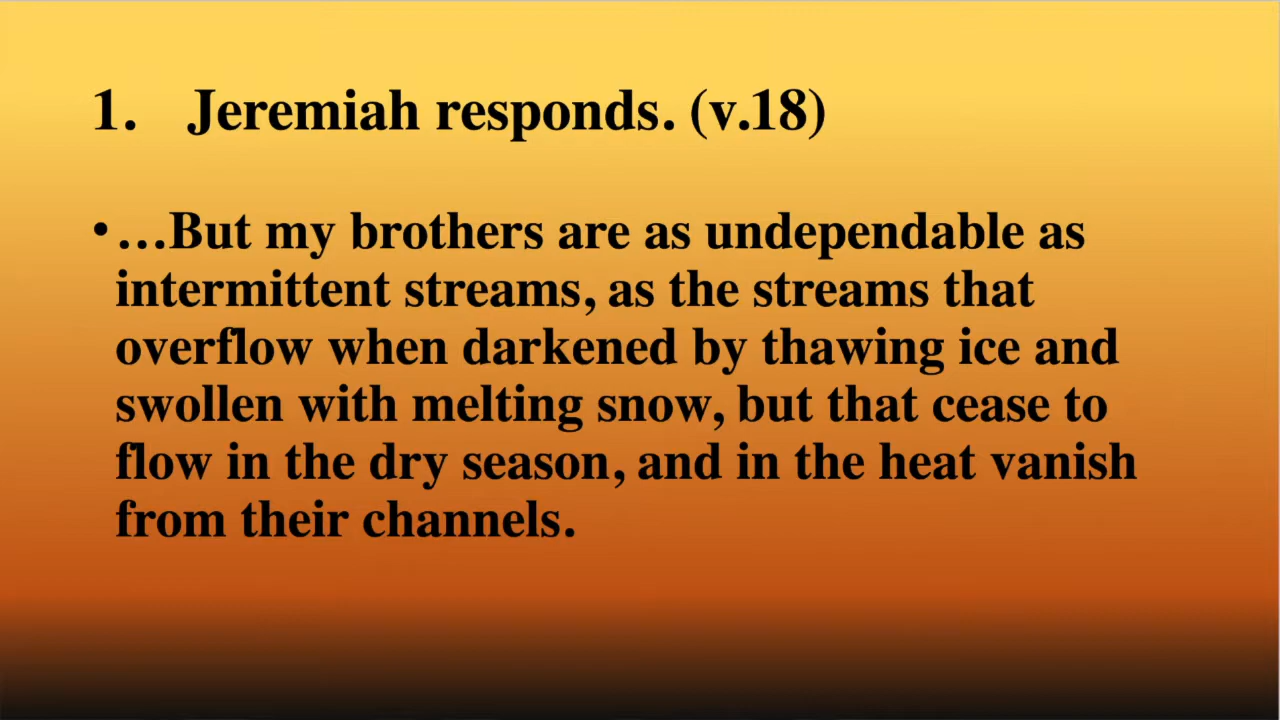 1. Jeremiah responds. (v.18)
•…But my brothers are as undependable as
intermittent streams, as the streams that
overflow when darkened by thawing ice and
swollen with melting snow, but that cease to
flow in the dry season, and in the heat vanish
from their channels.